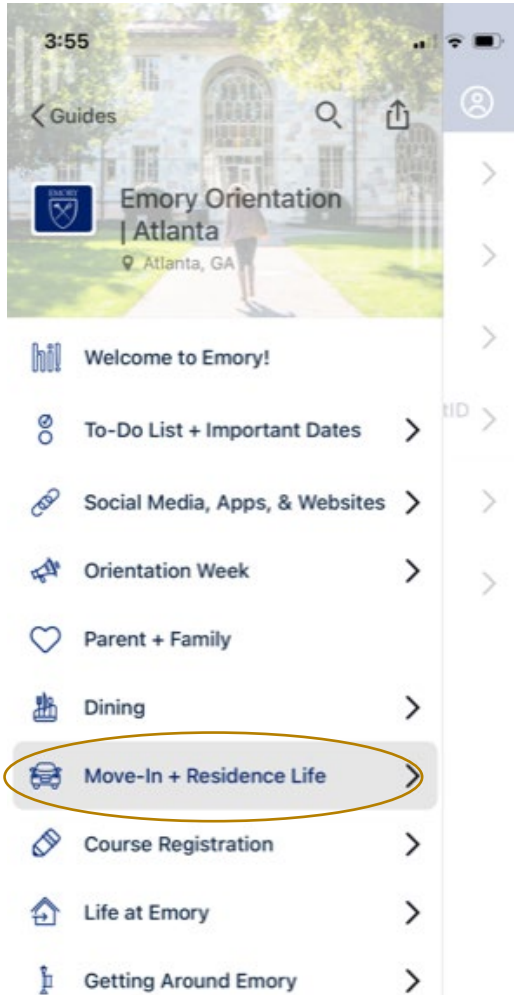 3:55
Guides
EMORY
Emory Orientation
| Atlanta
Atlanta, GA
hi!
Welcome to Emory!
To-Do List + Important Dates
tID
Social Media, Apps, & Websites
Orientation Week
Parent + Family
Dining
Move-In + Residence Life
Course Registration
Life at Emory
Getting Around Emory